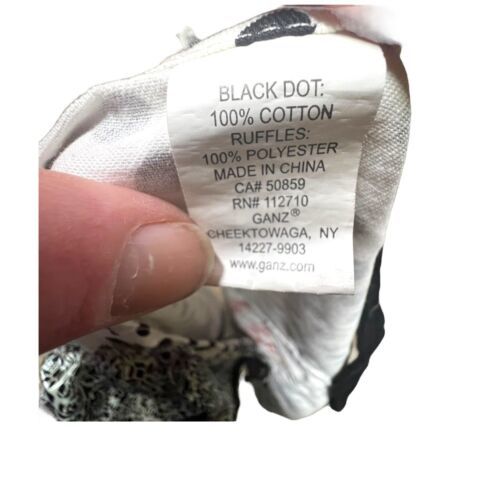 BLACK DOT:
100% COTTON
RUFFLES:
100% POLYESTER
MADE IN CHINA
CA# 50859
RN# 112710
GANZ®
CHEEKTOWAGA, NY
14227-9903
www.ganz.com